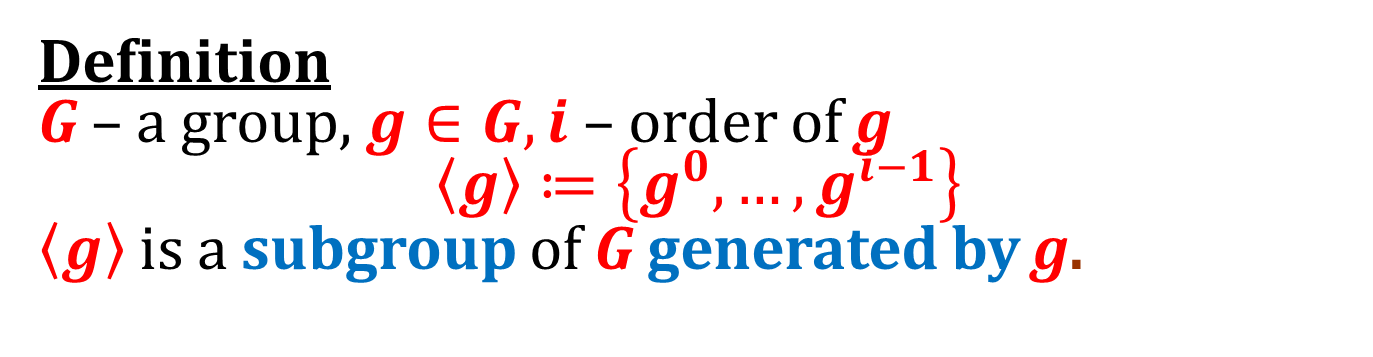 Definition
G – a group, g ∈ G, i – order of g
⟨g⟩ ≔ {g⁰, … , gⁱ⁻¹}
⟨g⟩ is a subgroup of G generated by g.